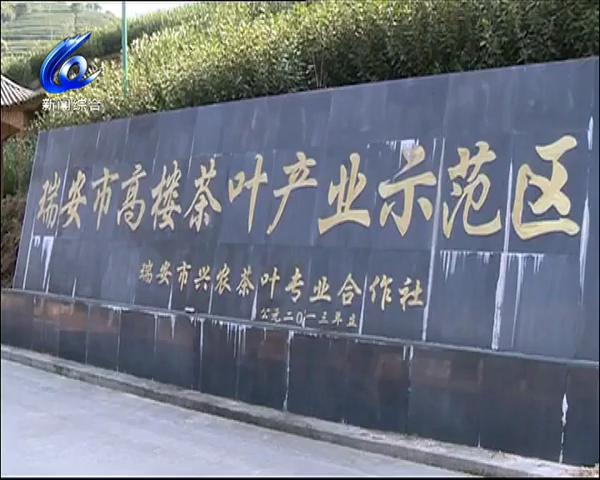 新闻综合
瑞安市高楼茶叶产业示范区
瑞安市兴农茶叶专业合作社
公元二〇一三年立